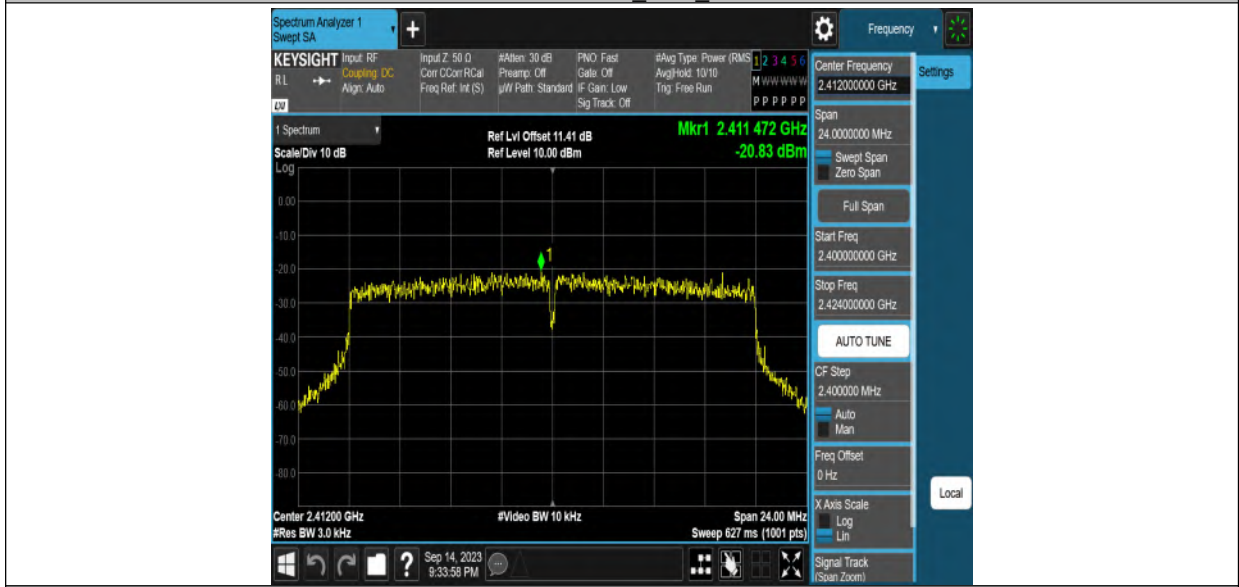 Spectrum Analyzer 1
Swept SA
+
Frequency
KEYSIGHT
R L
Input: RF
Coupling: DC
Align: Auto
Input Z: 50 Ω
Corr CCorr RCal
Freq Ref: Int (S)
#Atten: 30 dB
Preamp: Off
µW Path: Standard
PNO: Fast
Gate: Off
IF Gain: Low
Sig Track: Off
#Avg Type: Power (RMS
Avg|Hold: 10/10
Trig: Free Run
1 2 3 4 5 6
M W W W W W
P P P P P P
1 Spectrum
Scale/Div 10 dB
Log
Ref Lvl Offset 11.41 dB
Ref Level 10.00 dBm
Mkr1 2.411 472 GHz
-20.83 dBm
0.00
-10.0
-20.0
-30.0
-40.0
-50.0
-60.0
-70.0
-80.0
1
Center 2.41200 GHz
#Res BW 3.0 kHz
#Video BW 10 kHz
Span 24.00 MHz
Sweep 627 ms (1001 pts)
Center Frequency
2.412000000 GHz
Settings
Span
24.0000000 MHz
Swept Span
Zero Span
Full Span
Start Freq
2.400000000 GHz
Stop Freq
2.424000000 GHz
AUTO TUNE
CF Step
2.400000 MHz
Auto
Man
Freq Offset
0 Hz
X Axis Scale
Log
Lin
Local
Signal Track
(Span Zoom)
?
Sep 14, 2023
9:33:58 PM